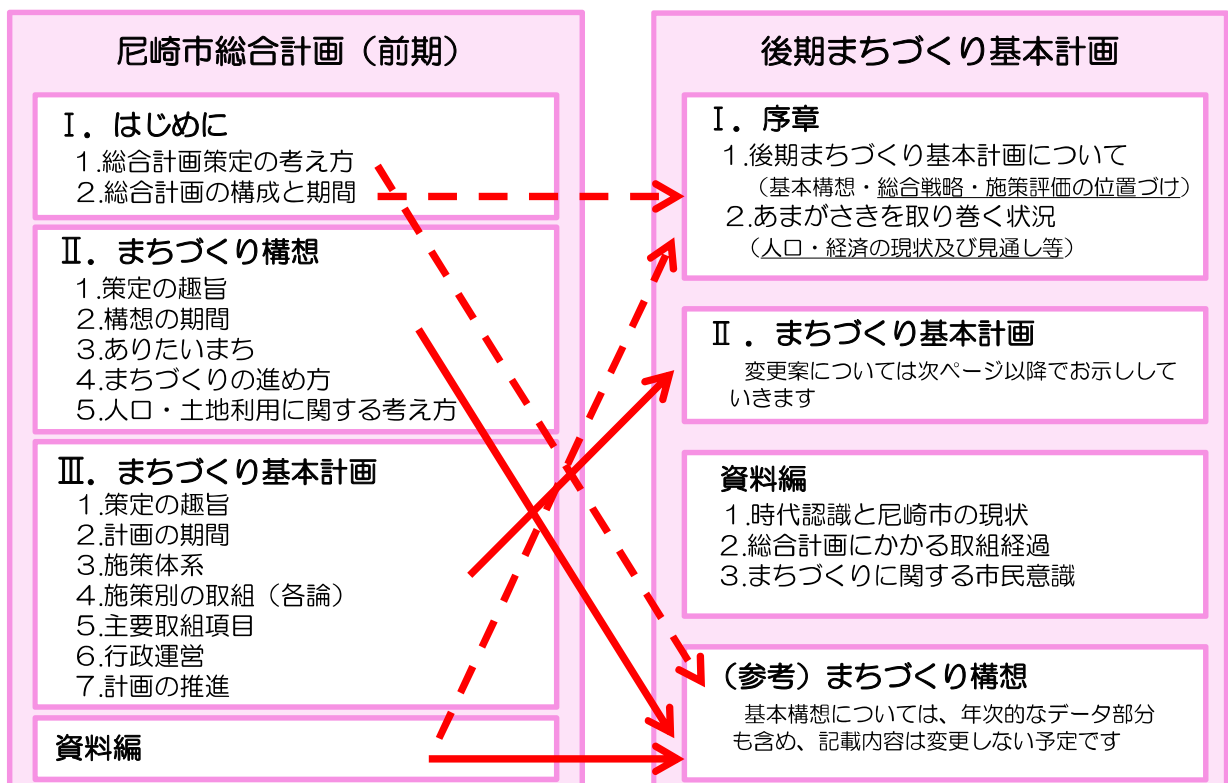 尼崎市総合計画（前期）
Ⅰ．はじめに
１.総合計画策定の考え方
２.総合計画の構成と期間
Ⅱ．まちづくり構想
１.策定の趣旨
２.構想の期間
３.ありたいまち
４.まちづくりの進め方
５.人口・土地利用に関する考え方
Ⅲ．まちづくり基本計画
１.策定の趣旨
２.計画の期間
３.施策体系
４.施策別の取組（各論）
５.主要取組項目
６.行政運営
７.計画の推進
資料編
後期まちづくり基本計画
Ⅰ．序章
１.後期まちづくり基本計画について
（基本構想・総合戦略・施策評価の位置づけ）
２.あまがさきを取り巻く状況
（人口・経済の現状及び見通し等）
Ⅱ．まちづくり基本計画
変更案については次ページ以降でお示しして
いきます
資料編
１.時代認識と尼崎市の現状
２.総合計画にかかる取組経過
３.まちづくりに関する市民意識
（参考）まちづくり構想
基本構想については、年次的なデータ部分
も含め、記載内容は変更しない予定です